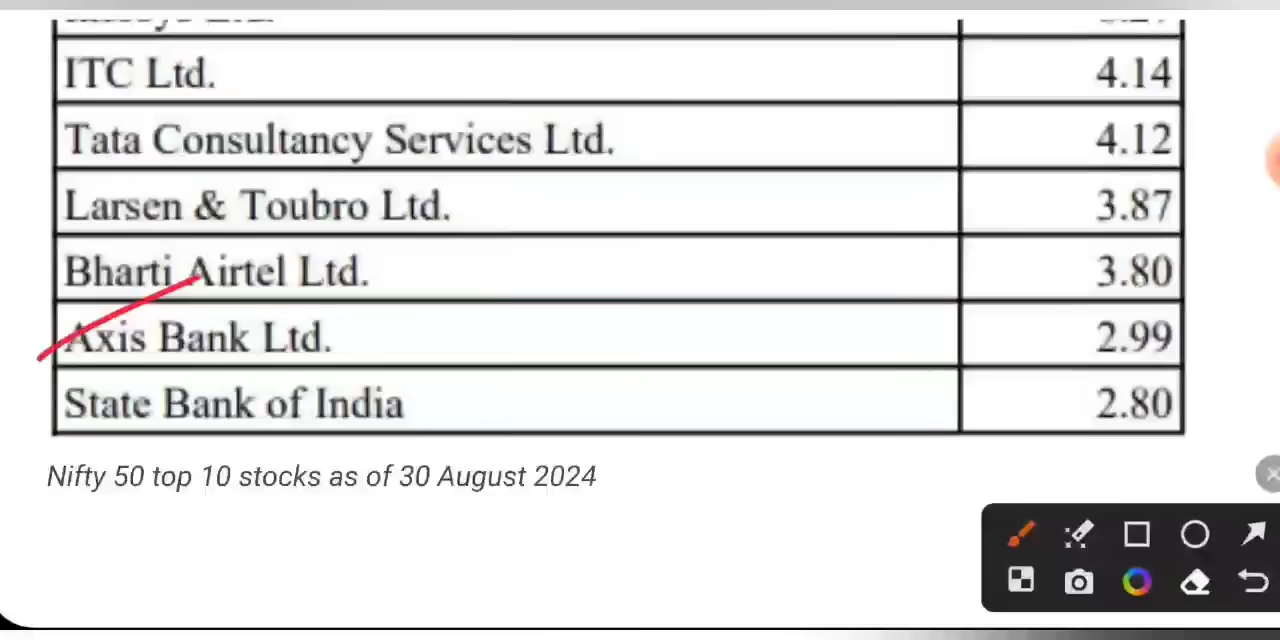 ITC Ltd. 4.14
Tata Consultancy Services Ltd. 4.12
Larsen & Toubro Ltd. 3.87
Bharti Airtel Ltd. 3.80
Axis Bank Ltd. 2.99
State Bank of India 2.80
Nifty 50 top 10 stocks as of 30 August 2024